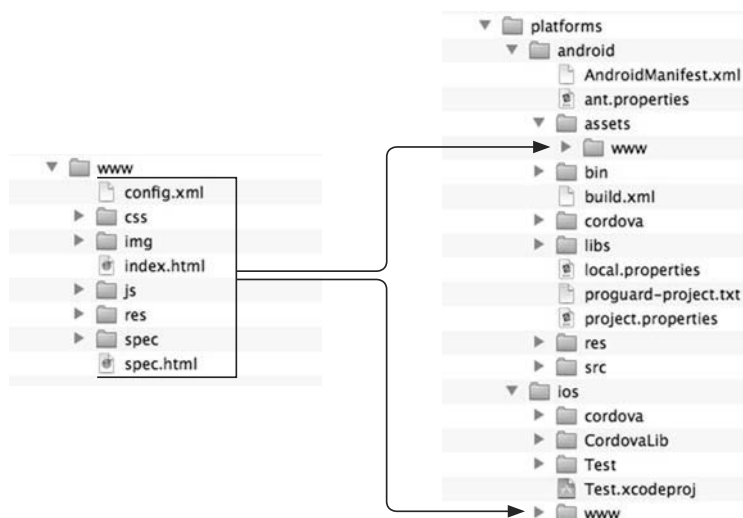 www
config.xml
css
img
index.html
js
res
spec
spec.html
platforms
android
AndroidManifest.xml
ant.properties
assets
www
bin
build.xml
cordova
libs
local.properties
proguard-project.txt
project.properties
res
src
ios
cordova
CordovaLib
Test
Test.xcodeproj
www